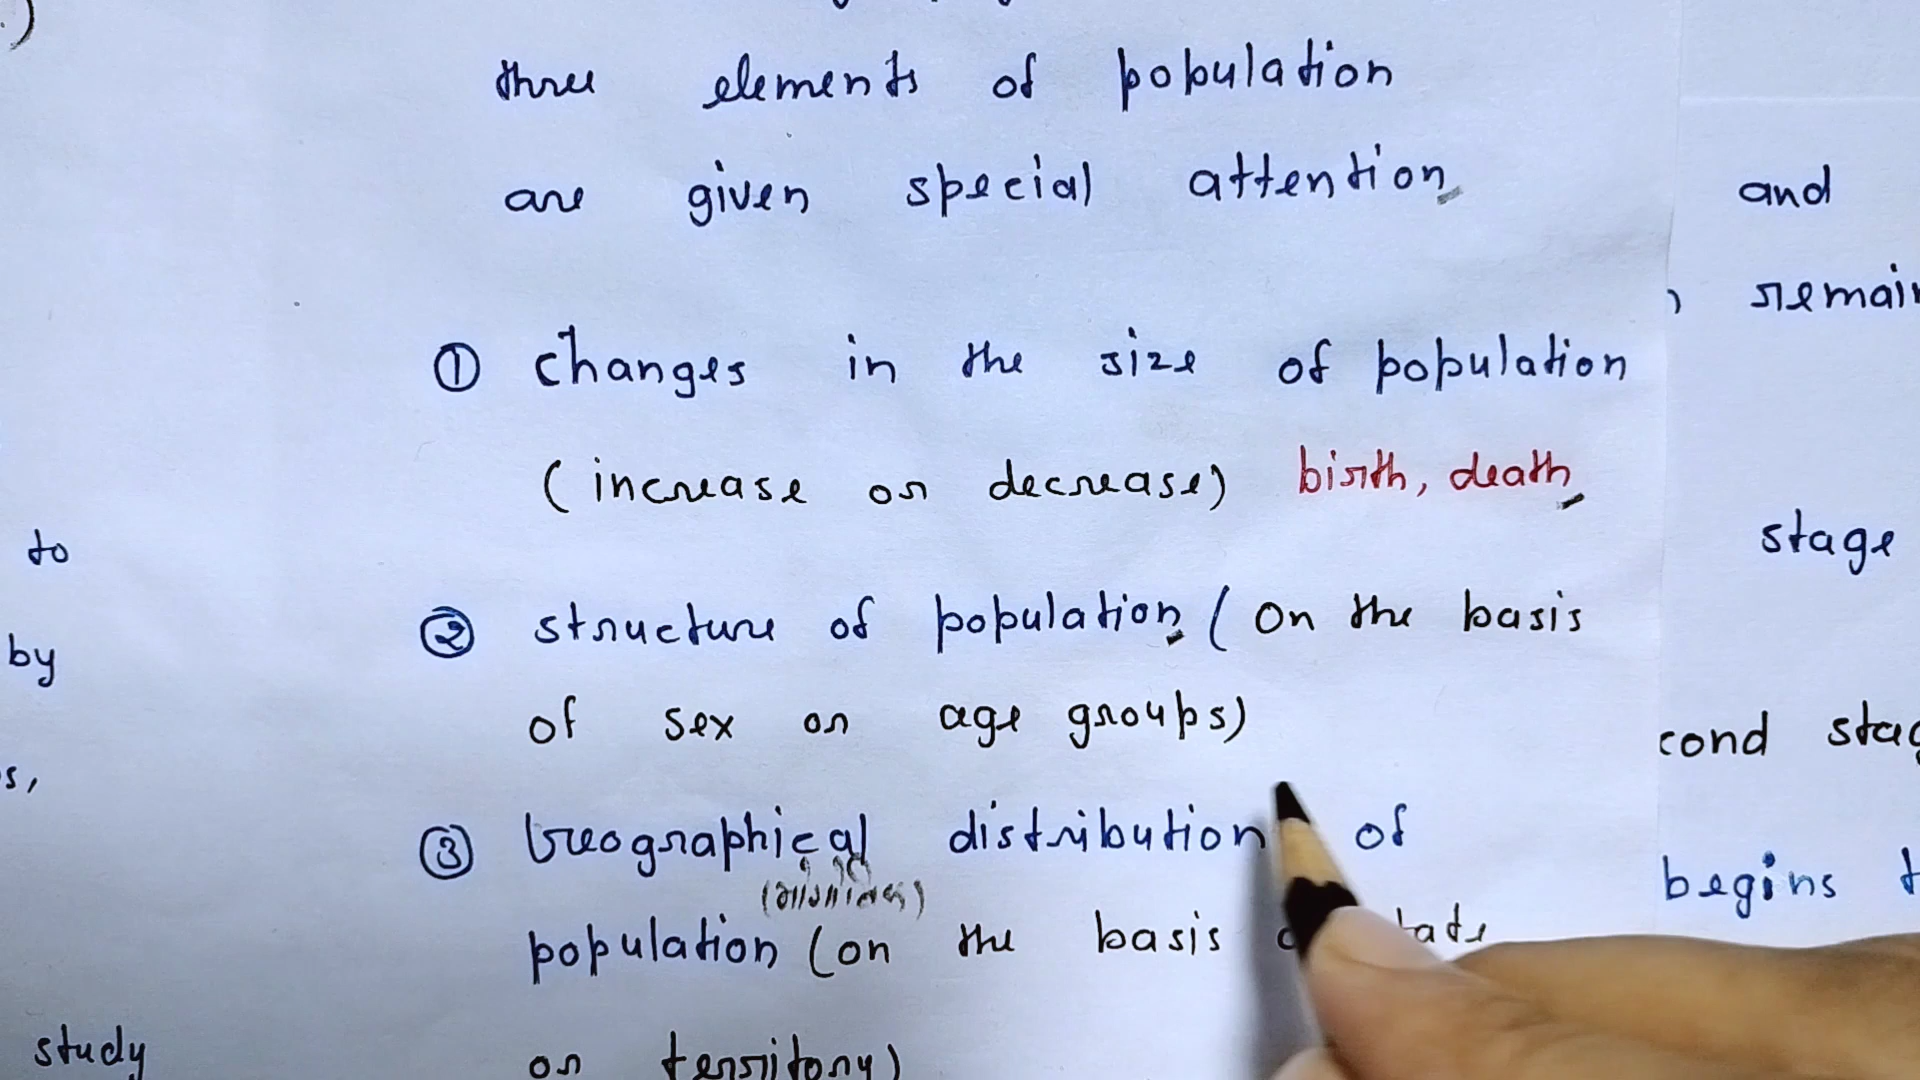 three elements of population
are given special attention
① changes in the size of population
(increase or decrease) birth, death
② structure of population (on the basis
of sex or age groups)
③ Geographical distribution of
population (on the basis
or territory)
to
by
s,
study
and
, remain
stage
cond stag
begins t